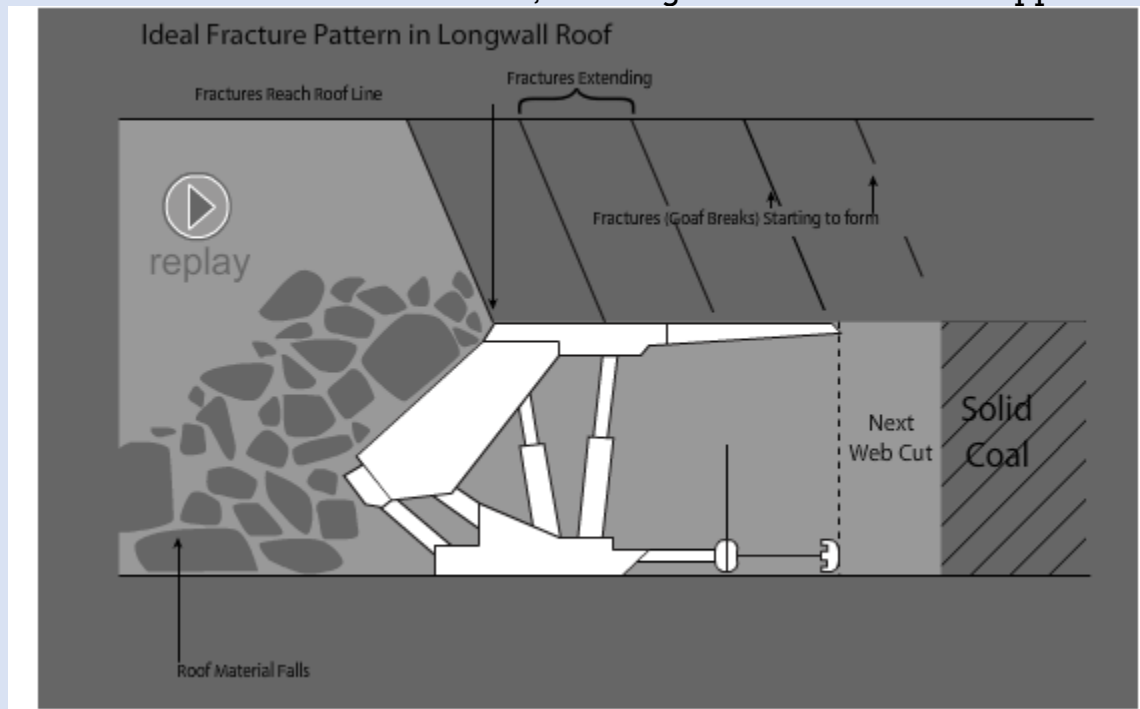 Ideal Fracture Pattern in Longwall Roof
Fractures Extending
Fractures Reach Roof Line
Fractures (Goaf Breaks) Starting to form
replay
Next
Web Cut
Solid
Coal
Roof Material Falls